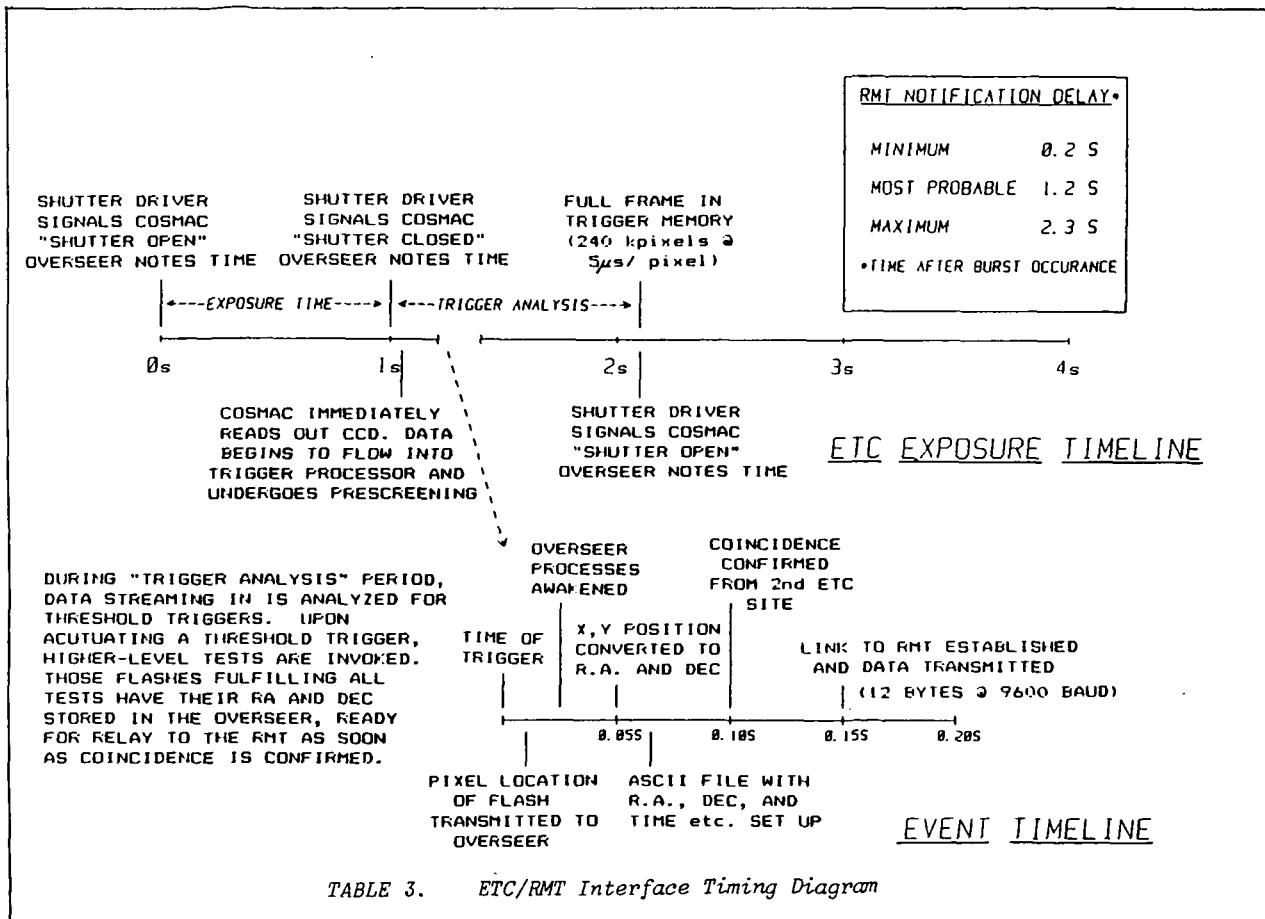 RMT NOTIFICATION DELAY*
MINIMUM 0.2 S
MOST PROBABLE 1.2 S
MAXIMUM 2.3 S
*TIME AFTER BURST OCCURANCE
SHUTTER DRIVER
SIGNALS COSMAC
"SHUTTER OPEN"
OVERSEER NOTES TIME
SHUTTER DRIVER
SIGNALS COSMAC
"SHUTTER CLOSED"
OVERSEER NOTES TIME
FULL FRAME IN
TRIGGER MEMORY
(240 kpixels @
5µs/ pixel)
EXPOSURE TIME
TRIGGER ANALYSIS
0s 1s 2s 3s 4s
COSMAC IMMEDIATELY
READS OUT CCD. DATA
BEGINS TO FLOW INTO
TRIGGER PROCESSOR AND
UNDERGOES PRESCREENING
SHUTTER DRIVER
SIGNALS COSMAC
"SHUTTER OPEN"
OVERSEER NOTES TIME
ETC EXPOSURE TIMELINE
DURING "TRIGGER ANALYSIS" PERIOD,
DATA STREAMING IN IS ANALYZED FOR
THRESHOLD TRIGGERS. UPON
ACUTUATING A THRESHOLD TRIGGER,
HIGHER-LEVEL TESTS ARE INVOKED.
THOSE FLASHES FULFILLING ALL
TESTS HAVE THEIR RA AND DEC
STORED IN THE OVERSEER, READY
FOR RELAY TO THE RMT AS SOON
AS COINCIDENCE IS CONFIRMED.
TIME OF
TRIGGER
OVERSEER
PROCESSES
AWAKENED
X,Y POSITION
CONVERTED TO
R.A. AND DEC
COINCIDENCE
CONFIRMED
FROM 2nd ETC
SITE
LINK TO RMT ESTABLISHED
AND DATA TRANSMITTED
(12 BYTES @ 9600 BAUD)
0.05S 0.10S 0.15S 0.20S
PIXEL LOCATION
OF FLASH
TRANSMITTED TO
OVERSEER
ASCII FILE WITH
R.A., DEC, AND
TIME etc. SET UP
EVENT TIMELINE
TABLE 3. ETC/RMT Interface Timing Diagram